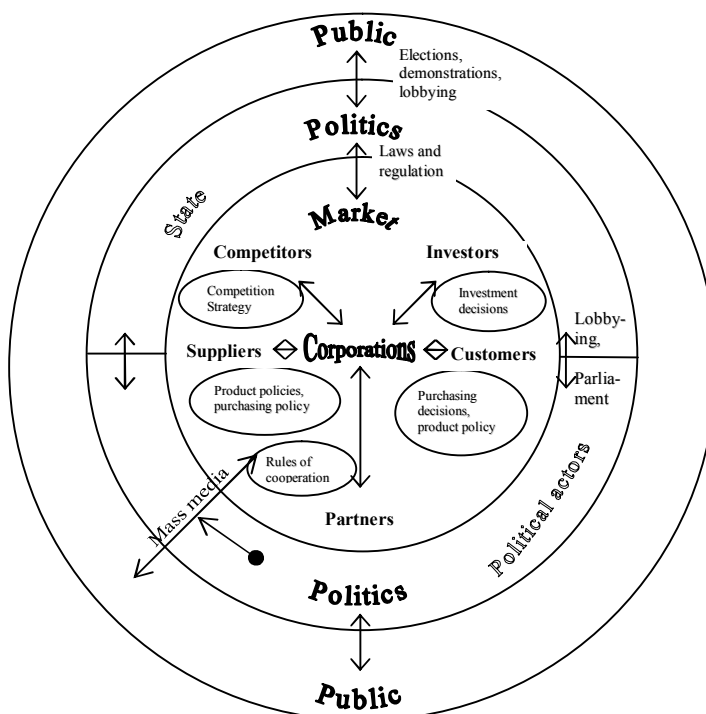 Public
Elections,
demonstrations,
lobbying
Politics
Laws and
regulation
State
Market
Competitors
Investors
Competition
Strategy
Investment
decisions
Suppliers
Corporations
Customers
Lobby-
ing,
Parlia-
ment
Product policies,
purchasing policy
Purchasing
decisions,
product policy
Rules of
cooperation
Mass media
Partners
Political actors
Politics
Public